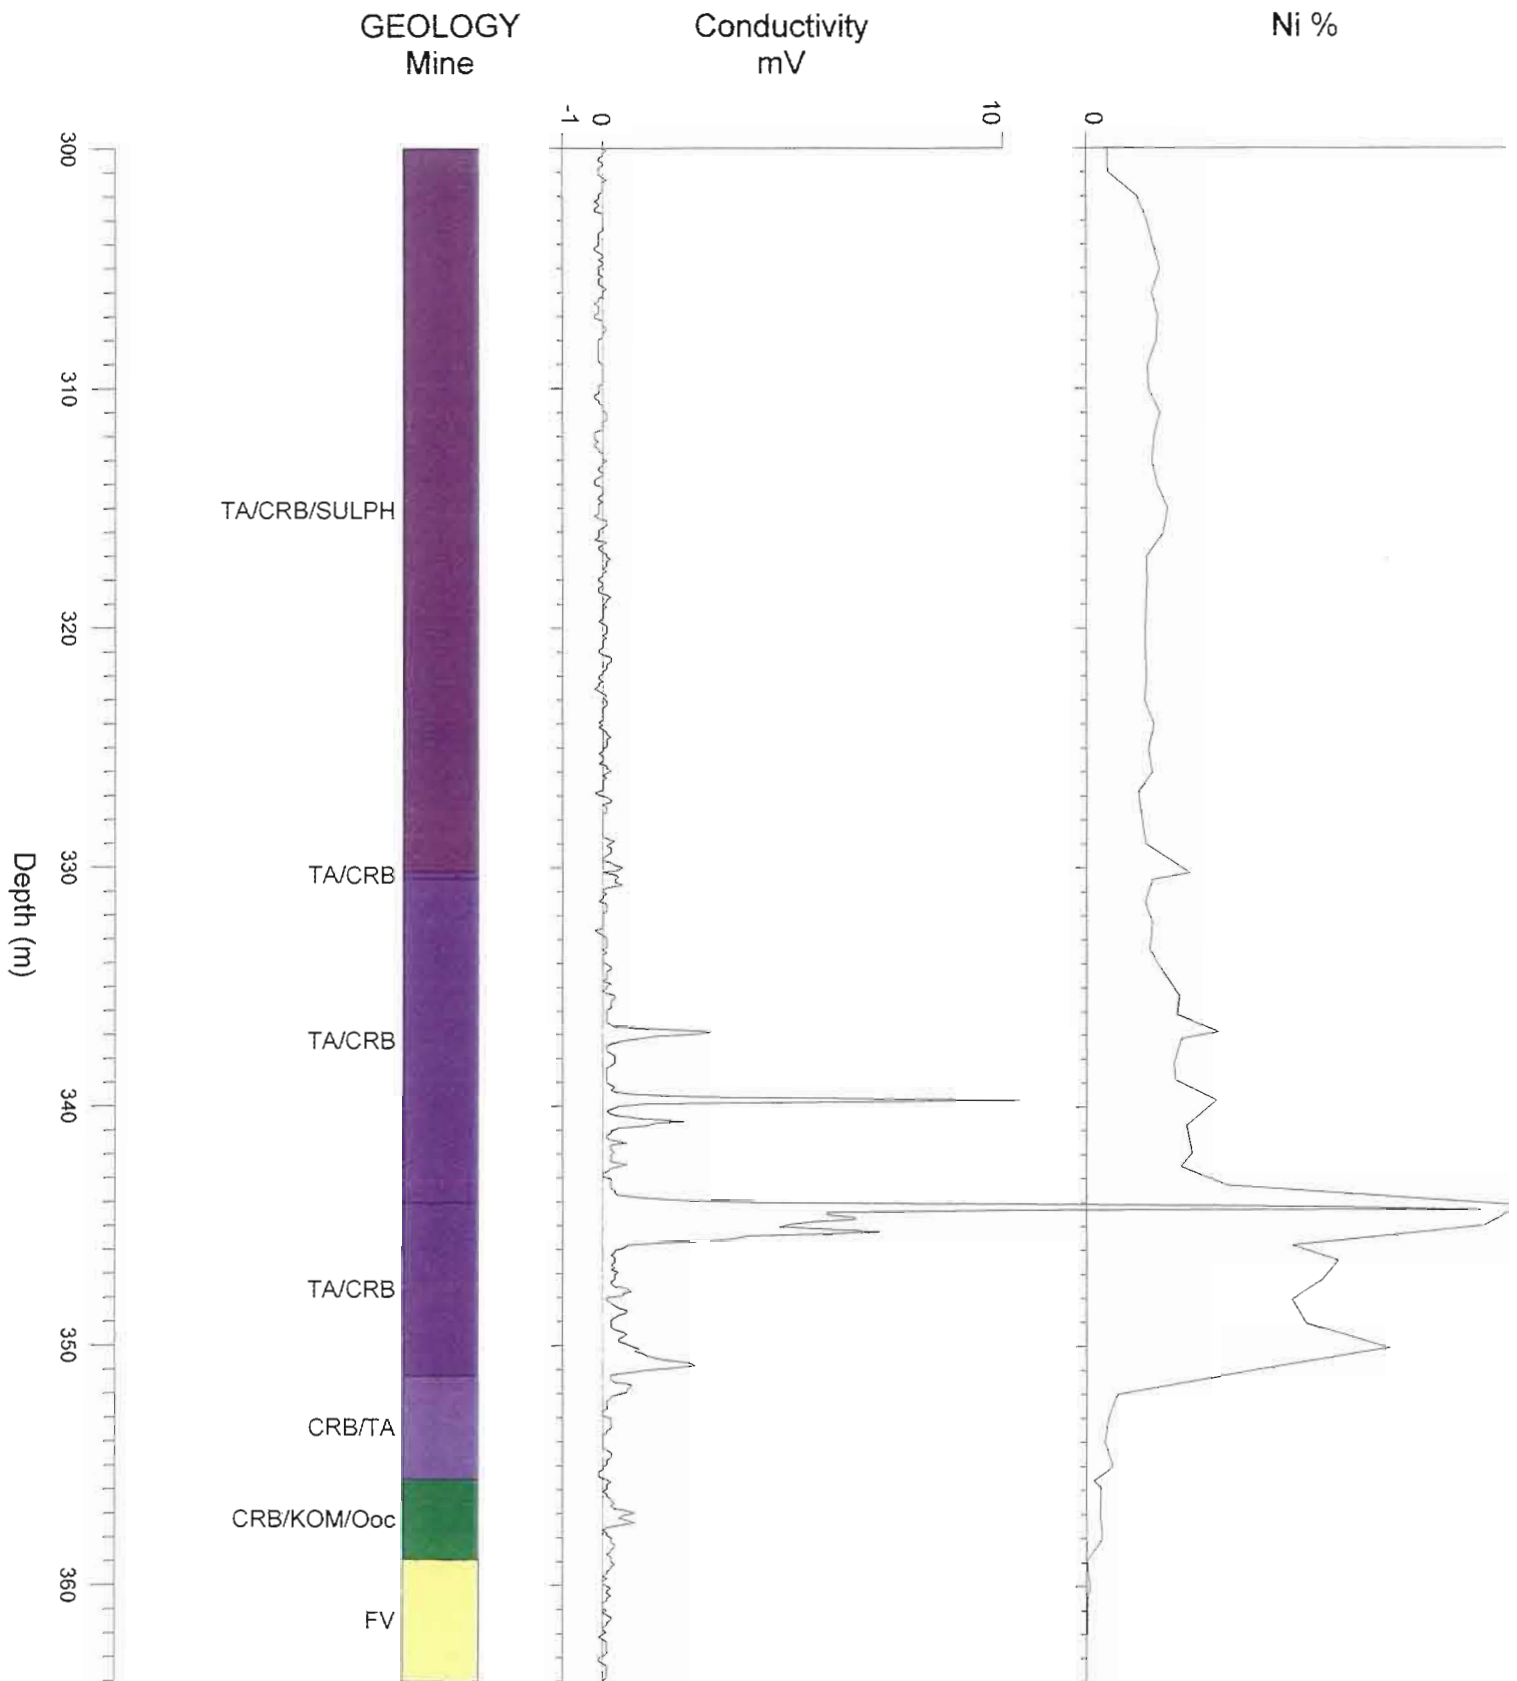 GEOLOGY
Mine
Conductivity
mV
Ni %
-1
0
10
0
300
310
320
330
340
350
360
Depth (m)
TA/CRB/SULPH
TA/CRB
TA/CRB
TA/CRB
CRB/TA
CRB/KOM/Ooc
FV